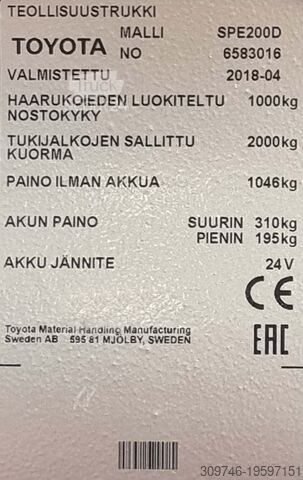 TEOLLISUUSTRUKKI
MALLI SPE200D
TOYOTA NO 6583016
VALMISTETTU 2018-04
HAARUKOIEDEN LUOKITELTU 1000kg
NOSTOKYKY
TUKIJALKOJEN SALLITTU 2000kg
KUORMA
PAINO ILMAN AKKUA 1046kg
AKUN PAINO SUURIN 310kg
PIENIN 195kg
AKKU JÄNNITE 24V
CE
Toyota Material Handling Manufacturing
Sweden AB 595 81 MJÖLBY, SWEDEN
EAC
309746-19597151